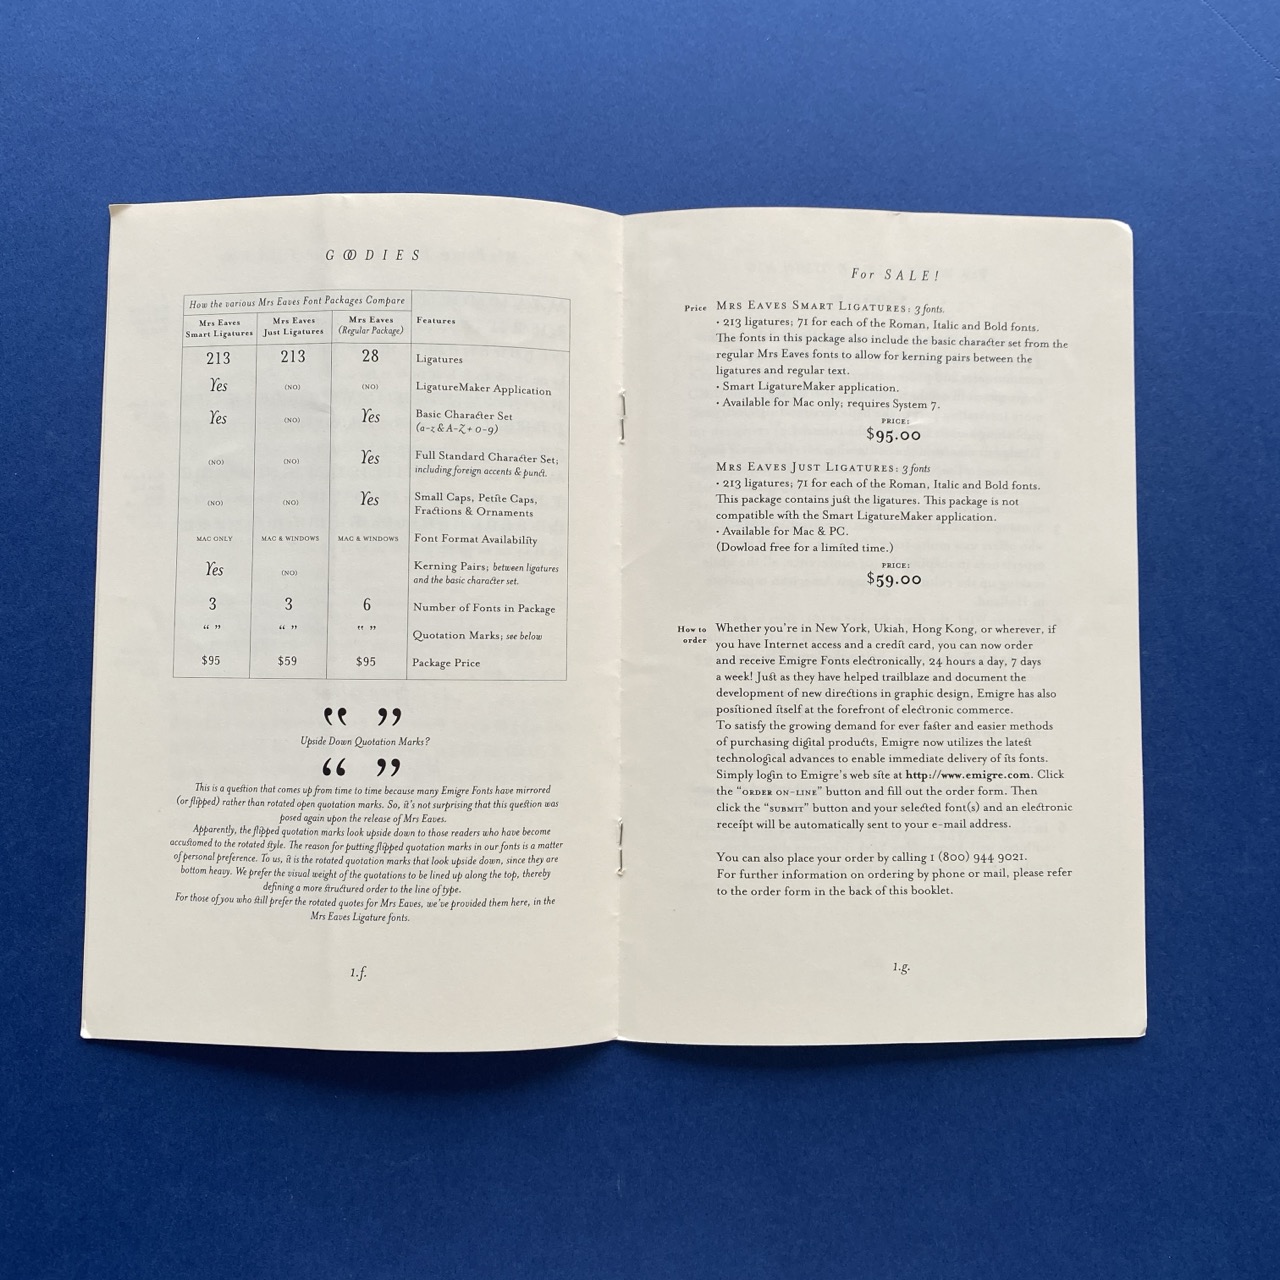 GOODIES
How the various Mrs Eaves Font Packages Compare
Mrs Eaves Smart Ligatures | Mrs Eaves Just Ligatures | Mrs Eaves (Regular Package) | Features
213 | 213 | 28 | Ligatures
Yes | (NO) | (NO) | LigatureMaker Application
Yes | (NO) | Yes | Basic Character Set (a-z & A-Z + 0-9)
(NO) | (NO) | Yes | Full Standard Character Set; including foreign accents & punct.
(NO) | (NO) | Yes | Small Caps, Petite Caps, Fractions & Ornaments
MAC ONLY | MAC & WINDOWS | MAC & WINDOWS | Font Format Availability
Yes | (NO) | | Kerning Pairs; between ligatures and the basic character set.
3 | 3 | 6 | Number of Fonts in Package
“ ” | “ ” | “ ” | Quotation Marks; see below
$95 | $59 | $95 | Package Price
‟ ”
Upside Down Quotation Marks?
“ ”
This is a question that comes up from time to time because many Emigre Fonts have mirrored
(or flipped) rather than rotated open quotation marks. So, it's not surprising that this question was
posed again upon the release of Mrs Eaves.
Apparently, the flipped quotation marks look upside down to those readers who have become
accustomed to the rotated style. The reason for putting flipped quotation marks in our fonts is a matter
of personal preference. To us, it is the rotated quotation marks that look upside down, since they are
bottom heavy. We prefer the visual weight of the quotations to be lined up along the top, thereby
defining a more structured order to the line of type.
For those of you who still prefer the rotated quotes for Mrs Eaves, we've provided them here, in the
Mrs Eaves Ligature fonts.
1.f.
For SALE!
Price
MRS EAVES SMART LIGATURES: 3 fonts.
• 213 ligatures; 71 for each of the Roman, Italic and Bold fonts.
The fonts in this package also include the basic character set from the
regular Mrs Eaves fonts to allow for kerning pairs between the
ligatures and regular text.
• Smart LigatureMaker application.
• Available for Mac only; requires System 7.
PRICE:
$95.00
MRS EAVES JUST LIGATURES: 3 fonts
• 213 ligatures; 71 for each of the Roman, Italic and Bold fonts.
This package contains just the ligatures. This package is not
compatible with the Smart LigatureMaker application.
• Available for Mac & PC.
(Dowload free for a limited time.)
PRICE:
$59.00
How to
order
Whether you're in New York, Ukiah, Hong Kong, or wherever, if
you have Internet access and a credit card, you can now order
and receive Emigre Fonts electronically, 24 hours a day, 7 days
a week! Just as they have helped trailblaze and document the
development of new directions in graphic design, Emigre has also
positioned itself at the forefront of electronic commerce.
To satisfy the growing demand for ever faster and easier methods
of purchasing digital products, Emigre now utilizes the latest
technological advances to enable immediate delivery of its fonts.
Simply login to Emigre's web site at http://www.emigre.com. Click
the “ORDER ON-LINE” button and fill out the order form. Then
click the “SUBMIT” button and your selected font(s) and an electronic
receipt will be automatically sent to your e-mail address.
You can also place your order by calling 1 (800) 944 9021.
For further information on ordering by phone or mail, please refer
to the order form in the back of this booklet.
1.g.